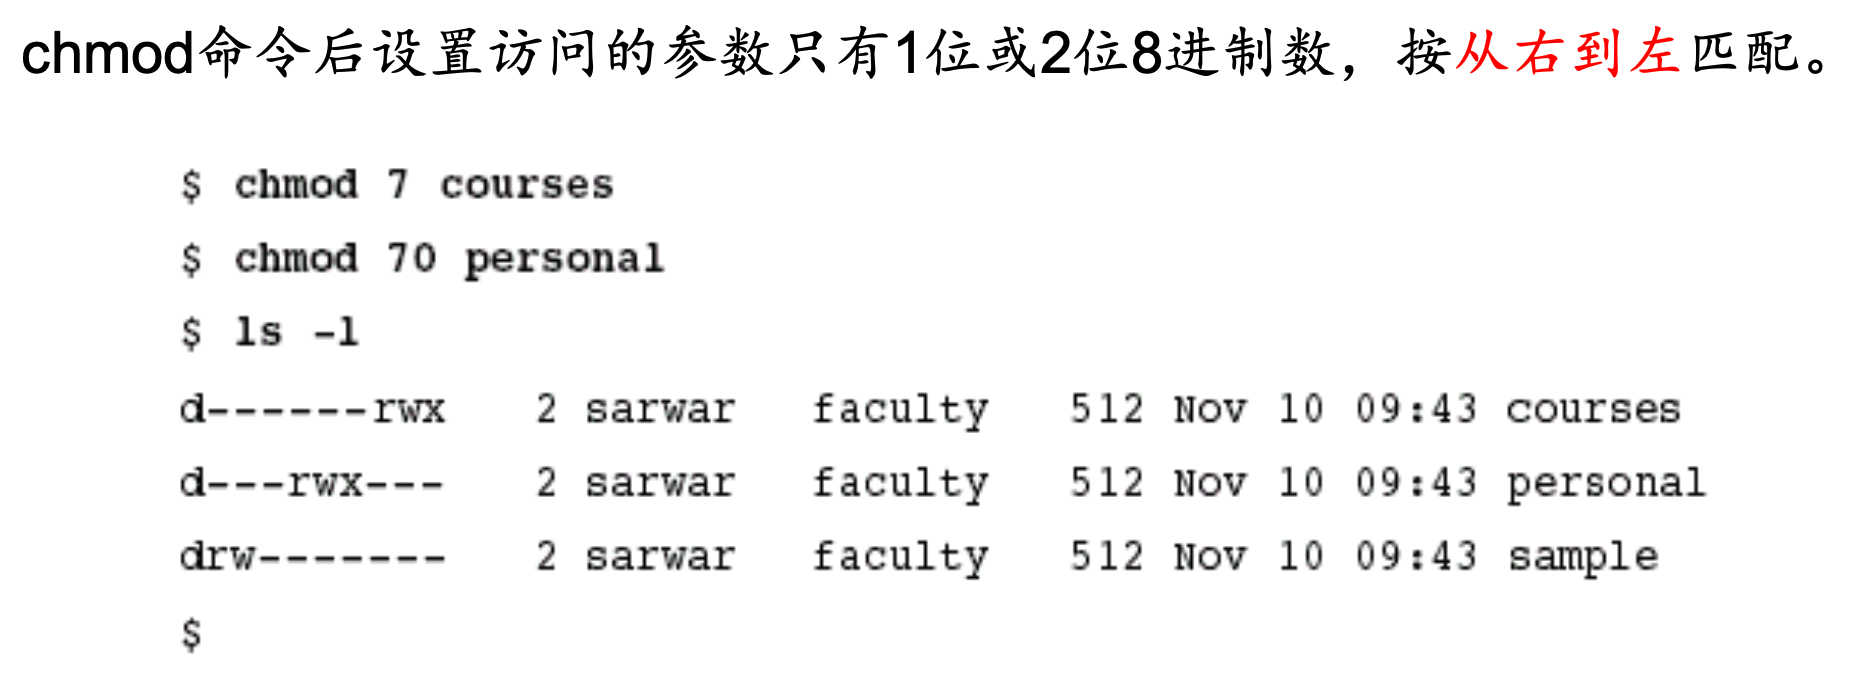 chmod命令后设置访问的参数只有1位或2位8进制数，按从右到左匹配。
$ chmod 7 courses
$ chmod 70 personal
$ ls -l
d------rwx 2 sarwar faculty 512 Nov 10 09:43 courses
d---rwx--- 2 sarwar faculty 512 Nov 10 09:43 personal
drw------- 2 sarwar faculty 512 Nov 10 09:43 sample
$